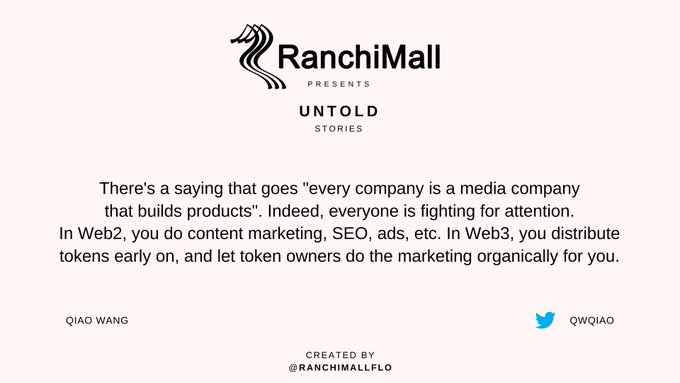 RanchiMall
PRESENTS
UNTOLD
STORIES
There's a saying that goes "every company is a media company
that builds products". Indeed, everyone is fighting for attention.
In Web2, you do content marketing, SEO, ads, etc. In Web3, you distribute
tokens early on, and let token owners do the marketing organically for you.
QIAO WANG
QWQIAO
CREATED BY
@RANCHIMALLFLO